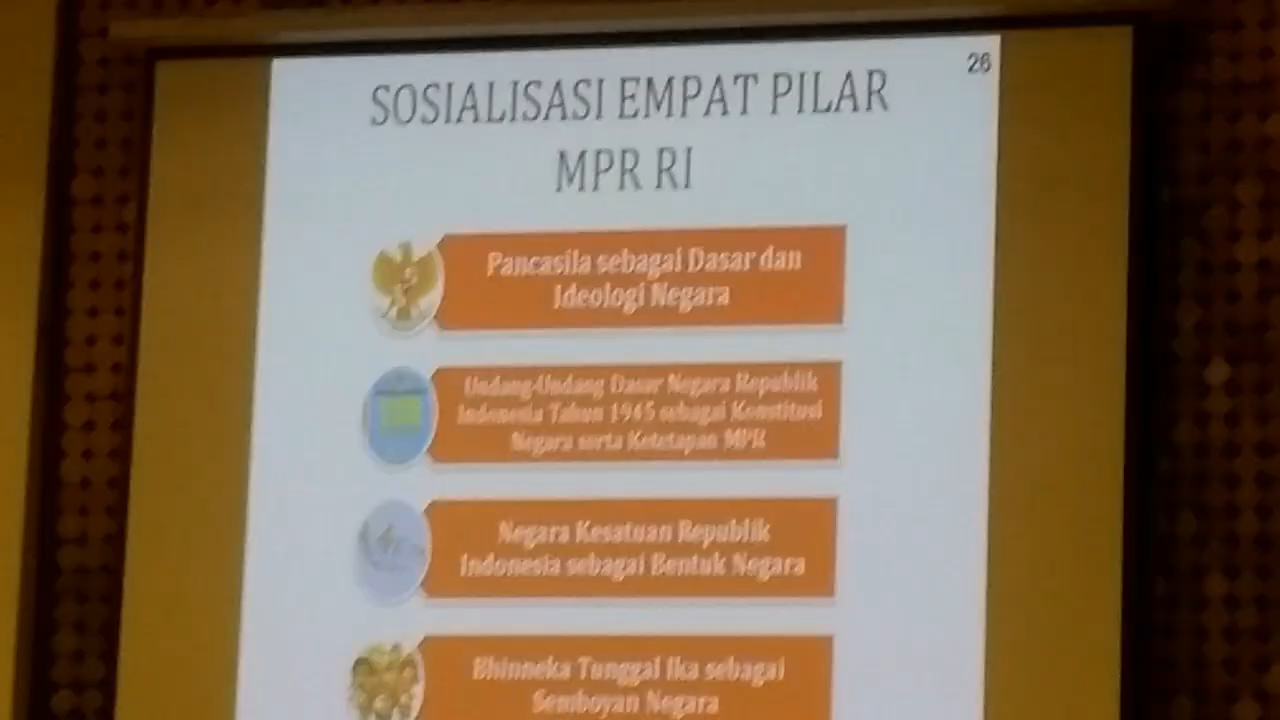 26
SOSIALISASI EMPAT PILAR
MPR RI
Pancasila sebagai Dasar dan
Ideologi Negara
Undang-Undang Dasar Negara Republik
Indonesia Tahun 1945 sebagai Konstitusi
Negara serta Ketetapan MPR
Negara Kesatuan Republik
Indonesia sebagai Bentuk Negara
Bhinneka Tunggal Ika sebagai
Semboyan Negara